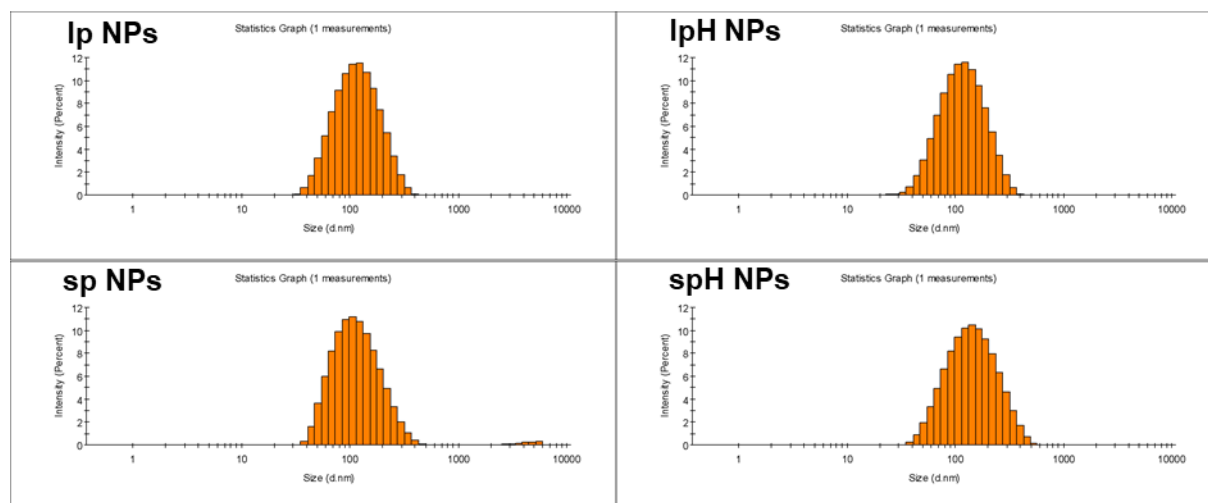 lp NPs
Statistics Graph (1 measurements)
Intensity (Percent)
12
10
8
6
4
2
0
1 10 100 1000 10000
Size (d.nm)
lpH NPs
Statistics Graph (1 measurements)
Intensity (Percent)
12
10
8
6
4
2
0
1 10 100 1000 10000
Size (d.nm)
sp NPs
Statistics Graph (1 measurements)
Intensity (Percent)
12
10
8
6
4
2
0
1 10 100 1000 10000
Size (d.nm)
spH NPs
Statistics Graph (1 measurements)
Intensity (Percent)
12
10
8
6
4
2
0
1 10 100 1000 10000
Size (d.nm)